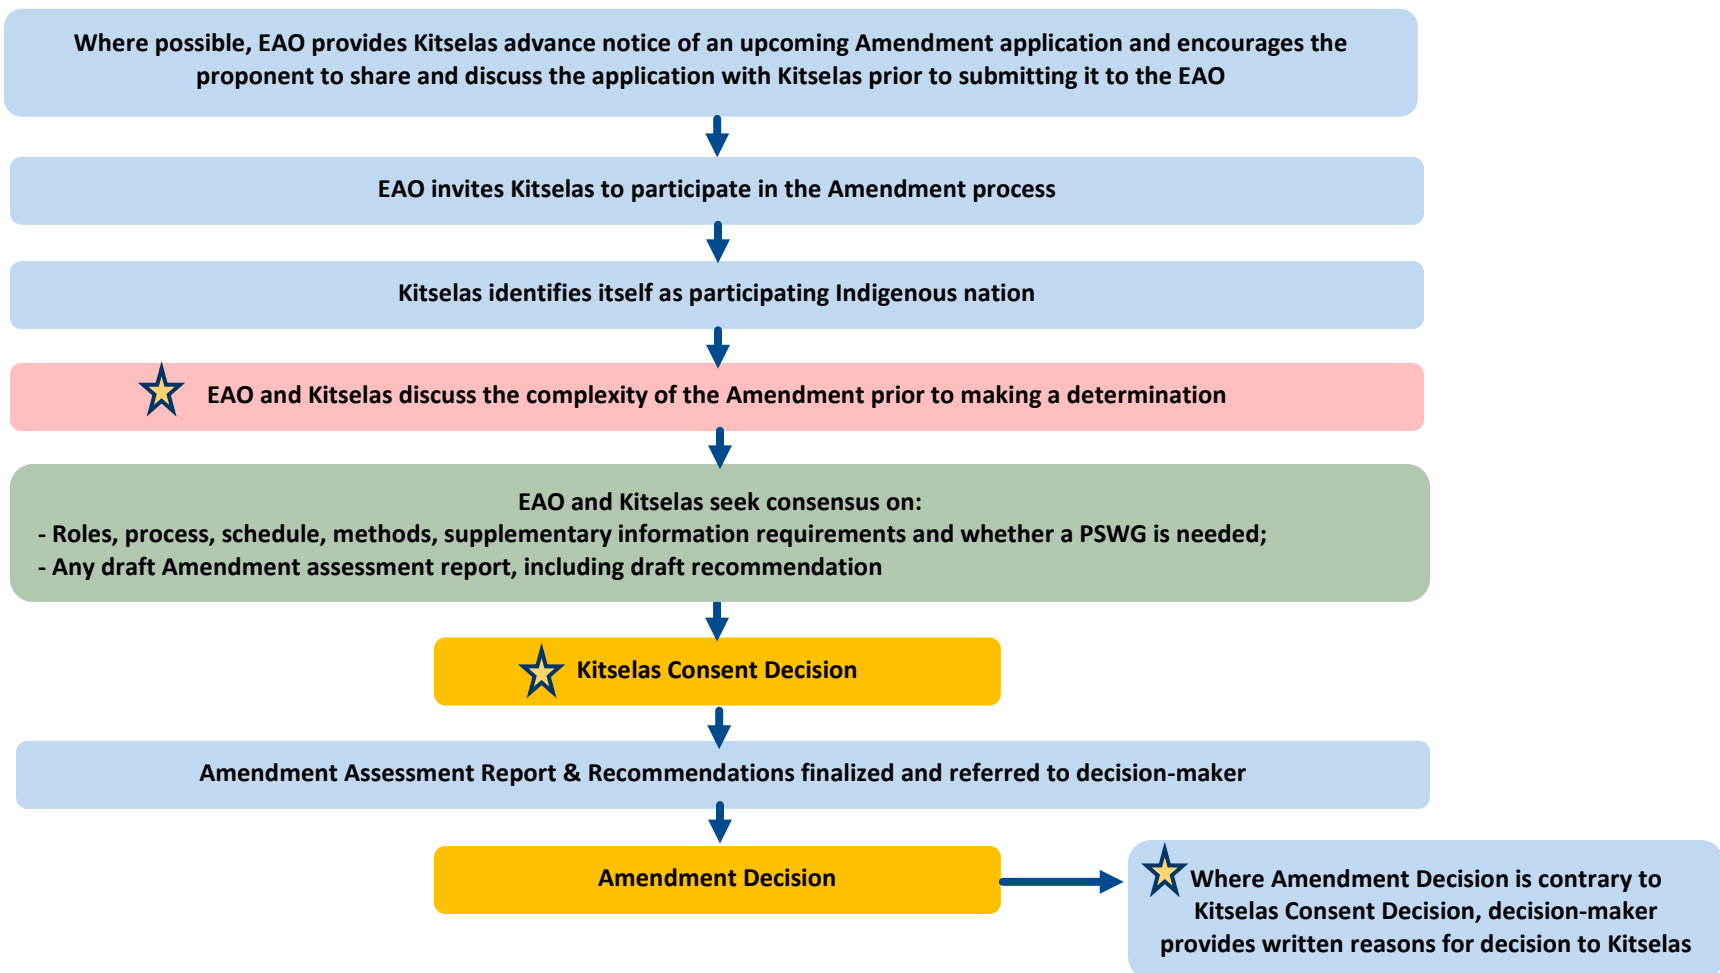 Where possible, EAO provides Kitselas advance notice of an upcoming Amendment application and encourages the
proponent to share and discuss the application with Kitselas prior to submitting it to the EAO
EAO invites Kitselas to participate in the Amendment process
Kitselas identifies itself as participating Indigenous nation
EAO and Kitselas discuss the complexity of the Amendment prior to making a determination
EAO and Kitselas seek consensus on:
- Roles, process, schedule, methods, supplementary information requirements and whether a PSWG is needed;
- Any draft Amendment assessment report, including draft recommendation
Kitselas Consent Decision
Amendment Assessment Report & Recommendations finalized and referred to decision-maker
Amendment Decision
Where Amendment Decision is contrary to
Kitselas Consent Decision, decision-maker
provides written reasons for decision to Kitselas